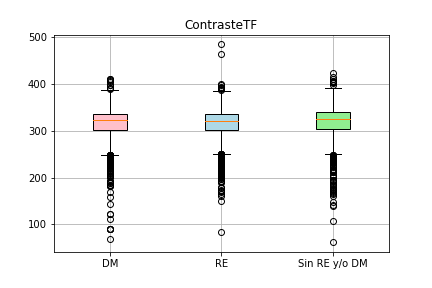 ContrasteTF
500
400
300
200
100
DM
RE
Sin RE y/o DM